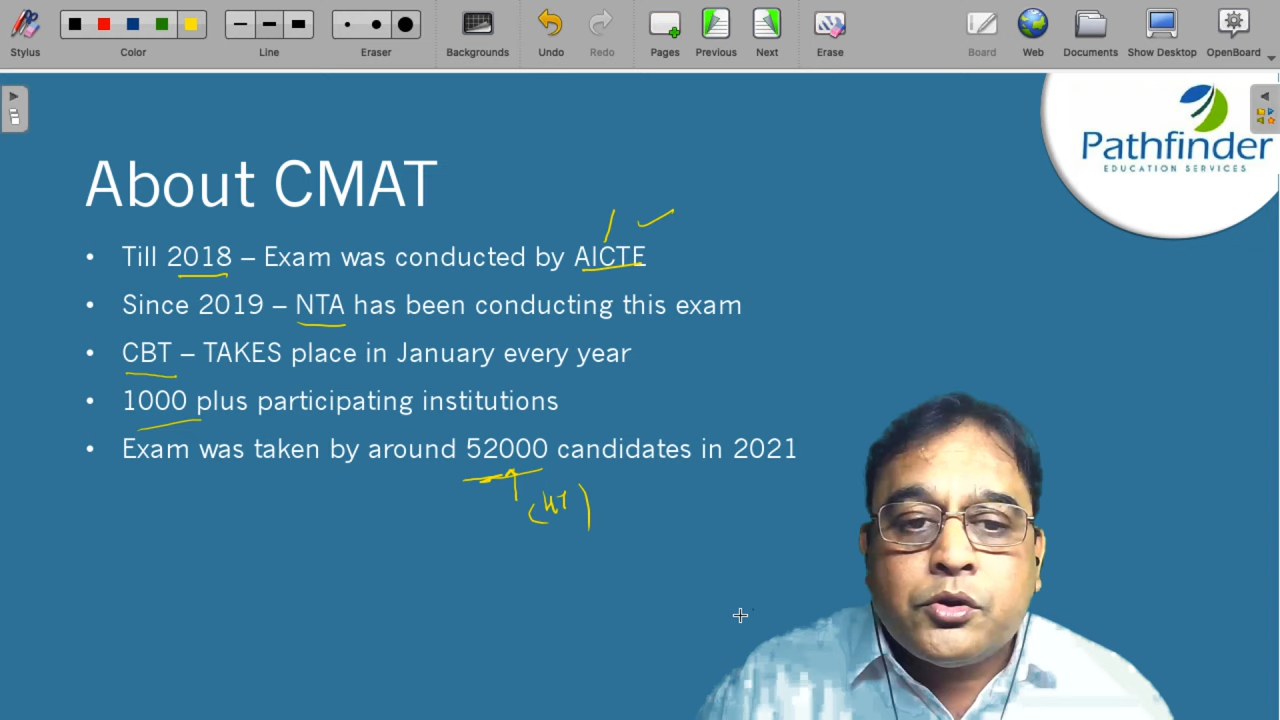 Stylus Color Line Eraser Backgrounds Undo Redo Pages Previous Next Erase Board Web Documents Show Desktop OpenBoard
Pathfinder
EDUCATION SERVICES
About CMAT
• Till 2018 – Exam was conducted by AICTE
• Since 2019 – NTA has been conducting this exam
• CBT – TAKES place in January every year
• 1000 plus participating institutions
• Exam was taken by around 52000 candidates in 2021